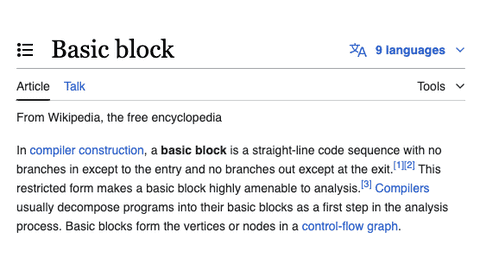 Basic block
9 languages
Article Talk Tools
From Wikipedia, the free encyclopedia
In compiler construction, a basic block is a straight-line code sequence with no
branches in except to the entry and no branches out except at the exit.[1][2] This
restricted form makes a basic block highly amenable to analysis.[3] Compilers
usually decompose programs into their basic blocks as a first step in the analysis
process. Basic blocks form the vertices or nodes in a control-flow graph.